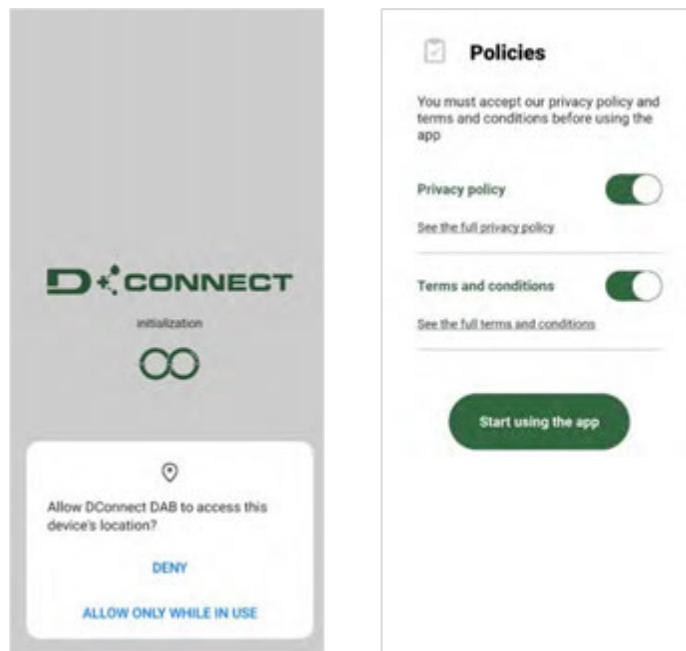 D+CONNECT
initialization
Allow DConnect DAB to access this
device's location?
DENY
ALLOW ONLY WHILE IN USE
Policies
You must accept our privacy policy and
terms and conditions before using the
app
Privacy policy
See the full privacy policy
Terms and conditions
See the full terms and conditions
Start using the app